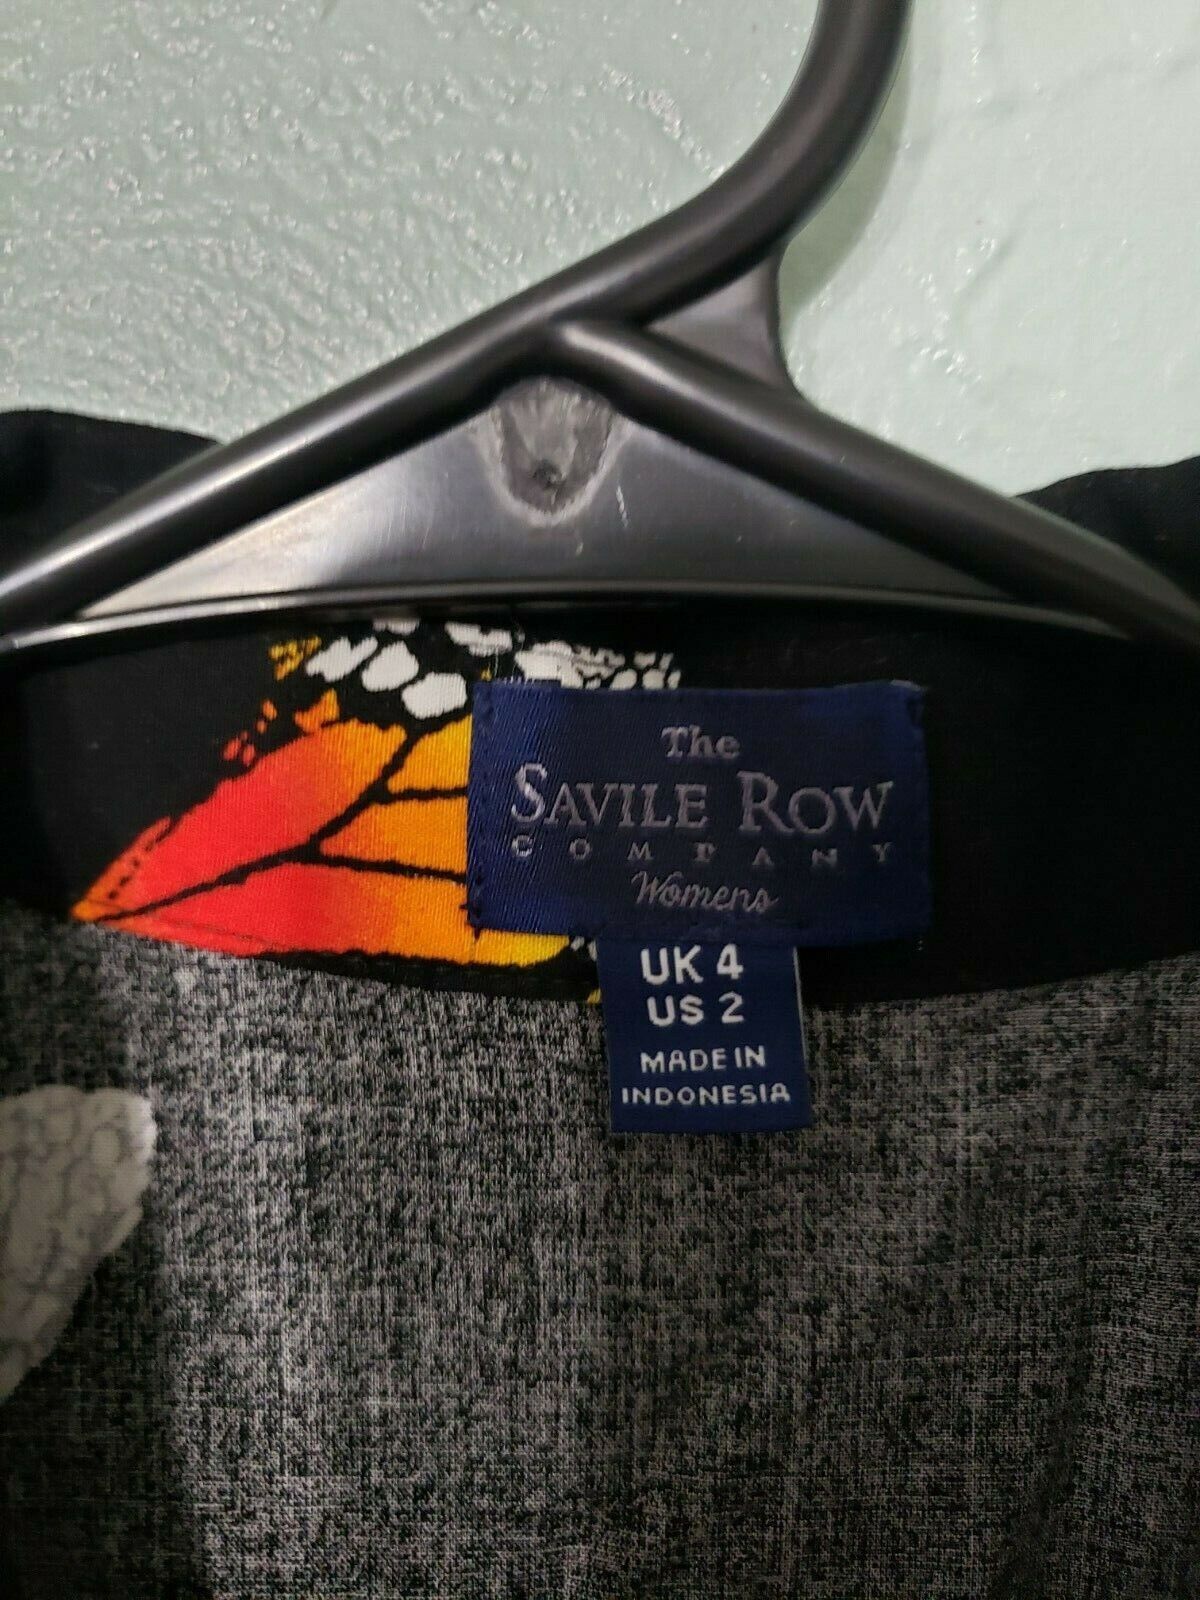 The
SAVILE ROW
COMPANY
Womens
UK 4
US 2
MADE IN
INDONESIA